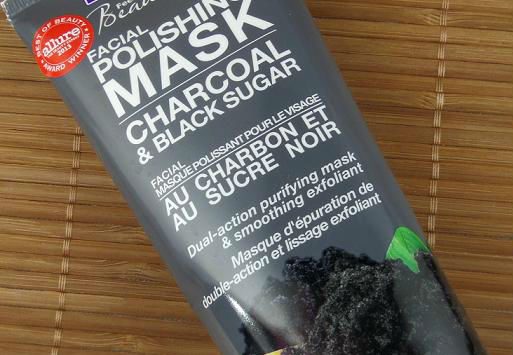 Beau
BEST OF BEAUTY
allure
2013
AWARD WINNER
FACIAL
POLISHING
MASK
CHARCOAL
& BLACK SUGAR
FACIAL
MASQUE POLISSANT POUR LE VISAGE
AU CHARBON ET
AU SUCRE NOIR
Dual-action purifying mask
& smoothing exfoliant
Masque d'épuration de
double-action et lissage exfoliant